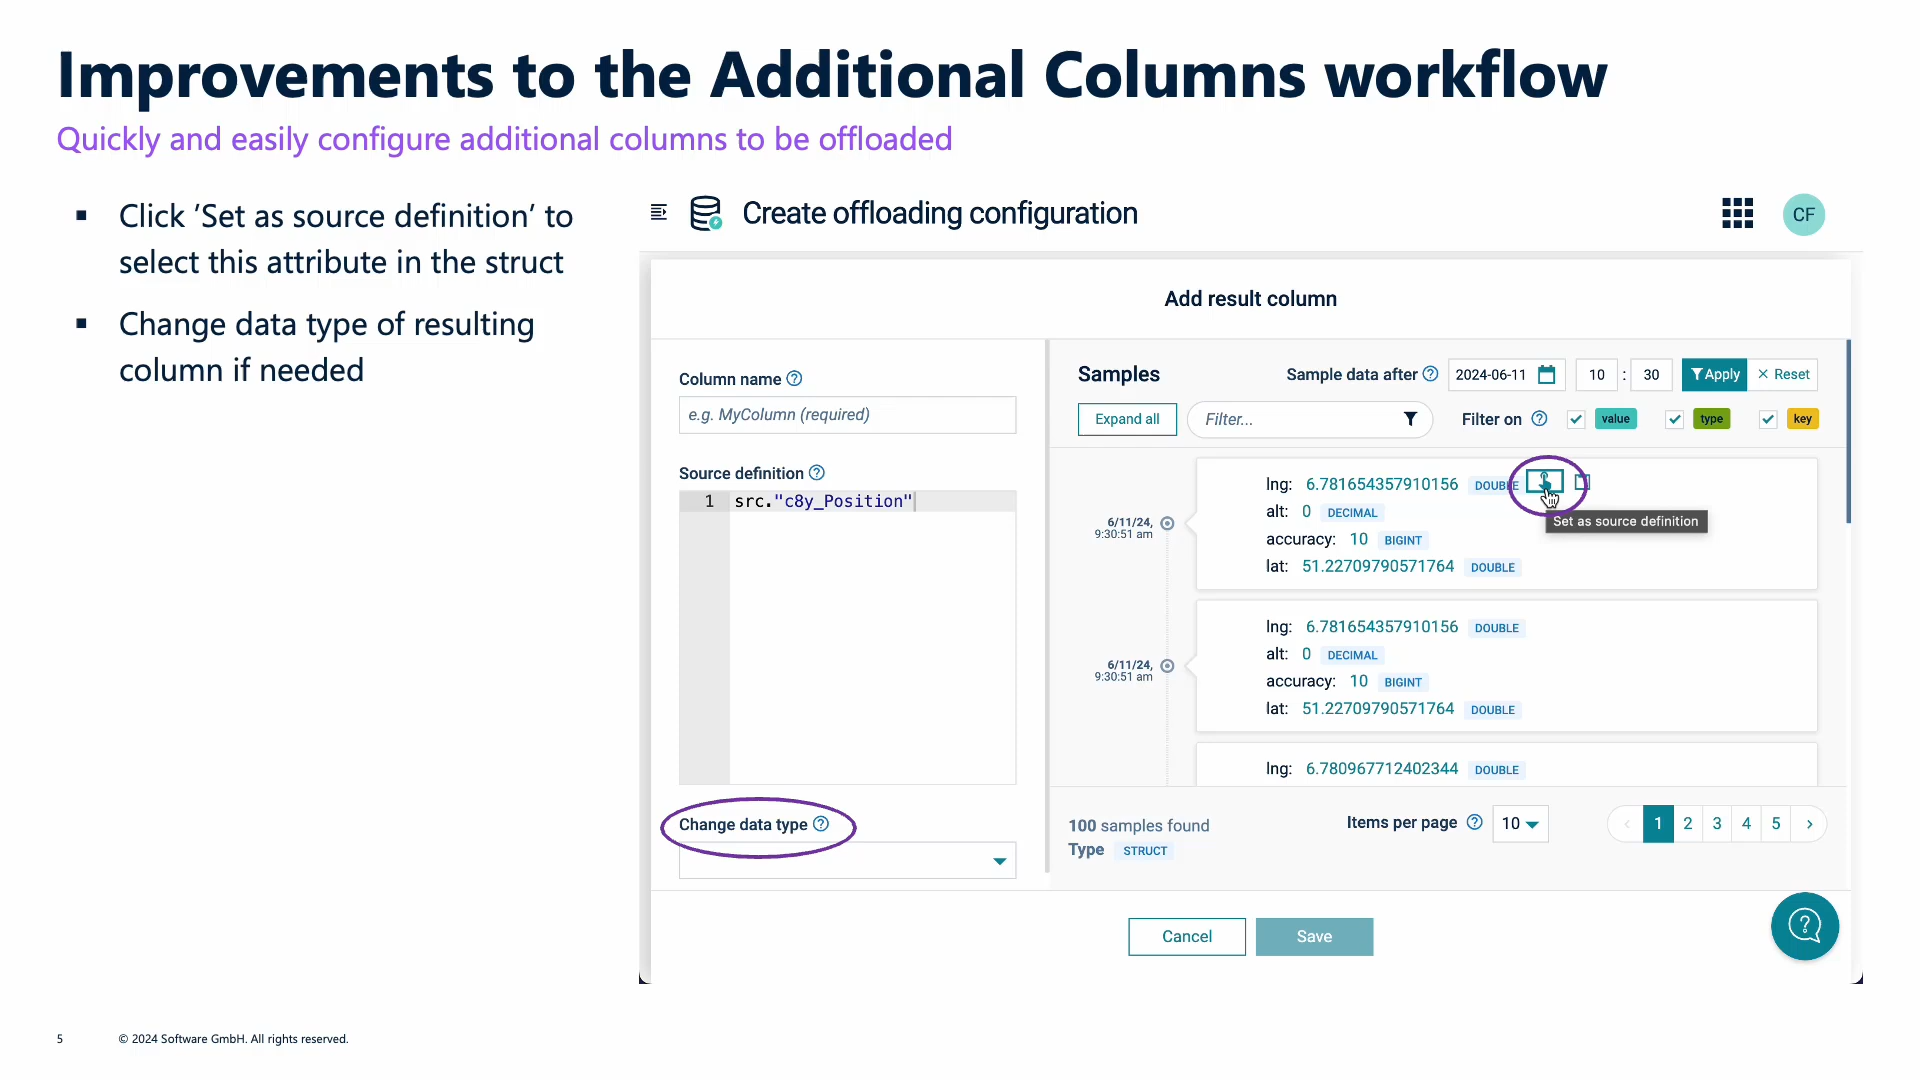 Improvements to the Additional Columns workflow
Quickly and easily configure additional columns to be offloaded
▪ Click ’Set as source definition’ to
select this attribute in the struct
▪ Change data type of resulting
column if needed
Create offloading configuration
CF
Add result column
Column name
e.g. MyColumn (required)
Source definition
1 src."c8y_Position"
Change data type
Samples
Sample data after 2024-06-11 10 : 30 Apply × Reset
Expand all Filter... Filter on value type key
6/11/24,
9:30:51 am
lng: 6.781654357910156 DOUBLE
Set as source definition
alt: 0 DECIMAL
accuracy: 10 BIGINT
lat: 51.22709790571764 DOUBLE
6/11/24,
9:30:51 am
lng: 6.781654357910156 DOUBLE
alt: 0 DECIMAL
accuracy: 10 BIGINT
lat: 51.22709790571764 DOUBLE
lng: 6.780967712402344 DOUBLE
100 samples found
Type STRUCT
Items per page 10
‹ 1 2 3 4 5 ›
Cancel Save
5 © 2024 Software GmbH. All rights reserved.